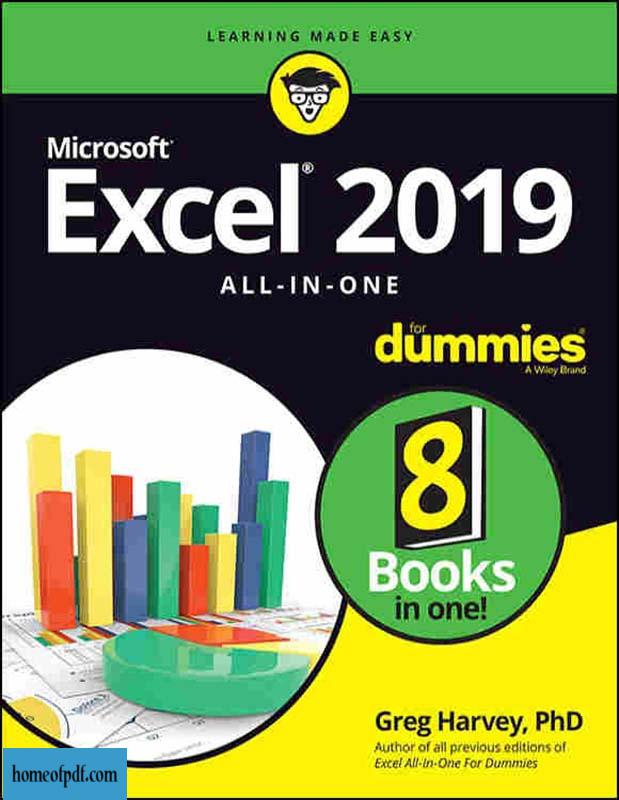 LEARNING MADE EASY
Microsoft®
Excel® 2019
ALL-IN-ONE
for
dummies®
A Wiley Brand
8
Books
in one!
Greg Harvey, PhD
Author of all previous editions of
Excel All-In-One For Dummies
homeofpdf.com